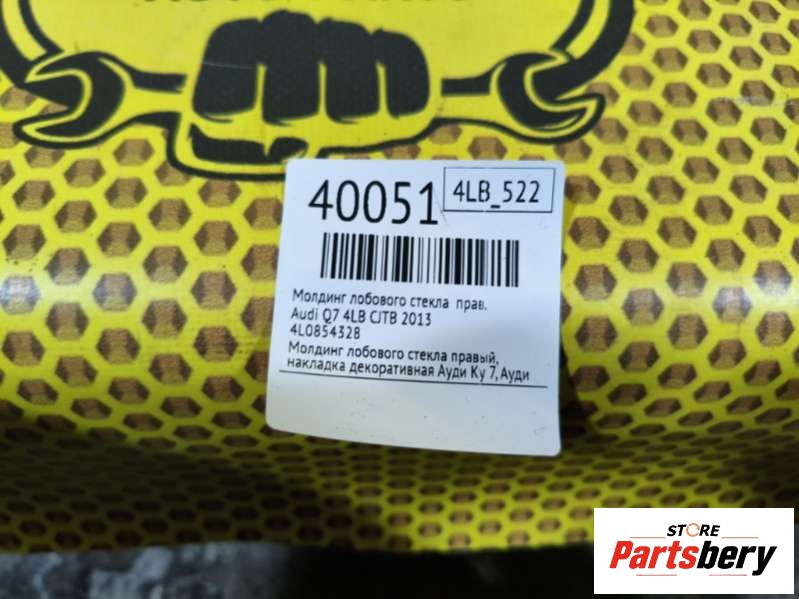 40051
4LB_522
Молдинг лобового стекла прав.
Audi Q7 4LB CJTB 2013
4L0854328
Молдинг лобового стекла правый,
накладка декоративная Ауди Ку 7, Ауди
STORE
Partsbery